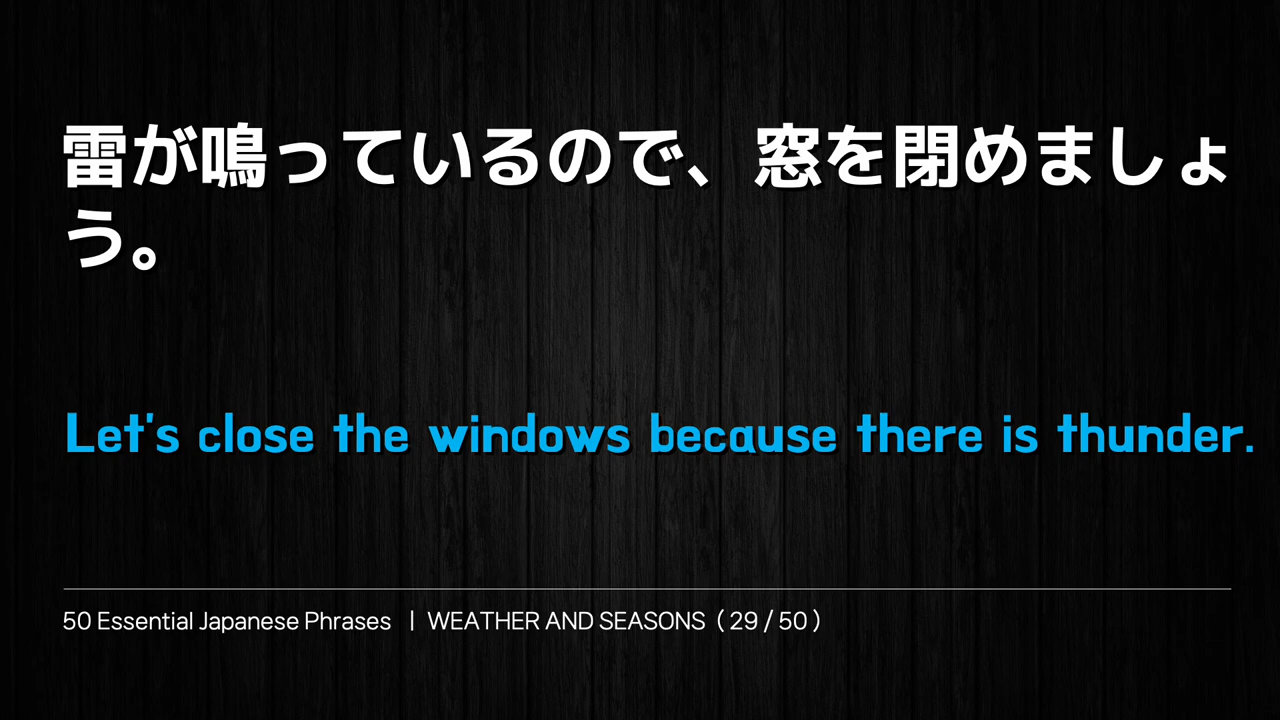 雷が鳴っているので、窓を閉めましょ
う。
Let's close the windows because there is thunder.
50 Essential Japanese Phrases | WEATHER AND SEASONS ( 29 / 50 )